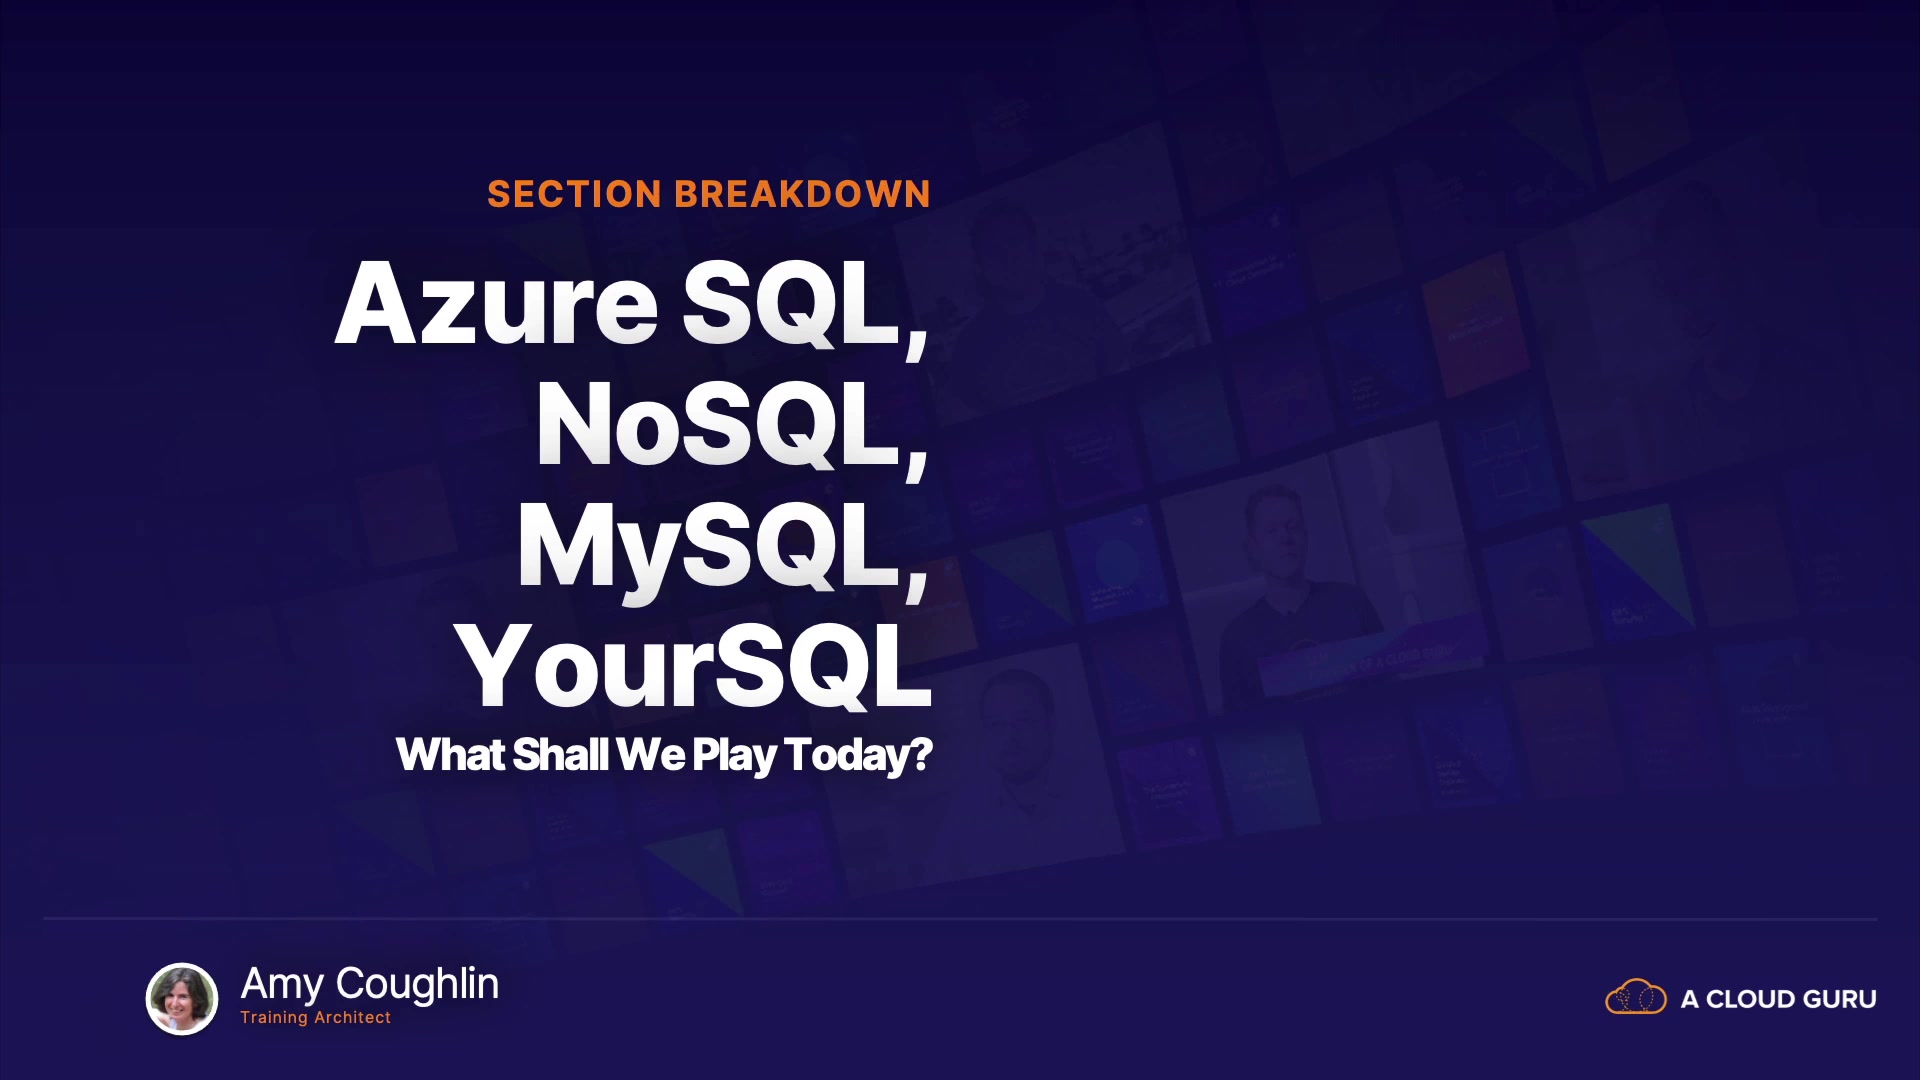 SECTION BREAKDOWN
Azure SQL,
NoSQL,
MySQL,
YourSQL
What Shall We Play Today?
Amy Coughlin
Training Architect
A CLOUD GURU